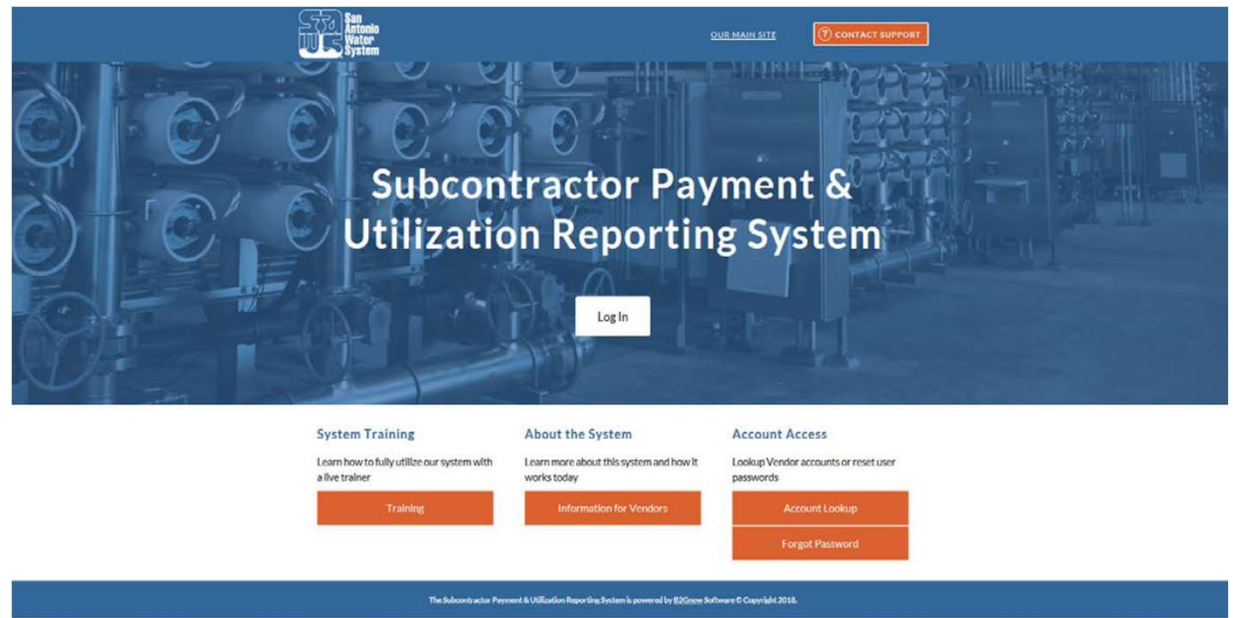 San
Antonio
Water
System
OUR MAIN SITE
? CONTACT SUPPORT
Subcontractor Payment &
Utilization Reporting System
Log In
System Training
Learn how to fully utilize our system with
a live trainer
Training
About the System
Learn more about this system and how it
works today
Information for Vendors
Account Access
Lookup Vendor accounts or reset user
passwords
Account Lookup
Forgot Password
The Subcontractor Payment & Utilization Reporting System is powered by B2Gnow Software © Copyright 2018.